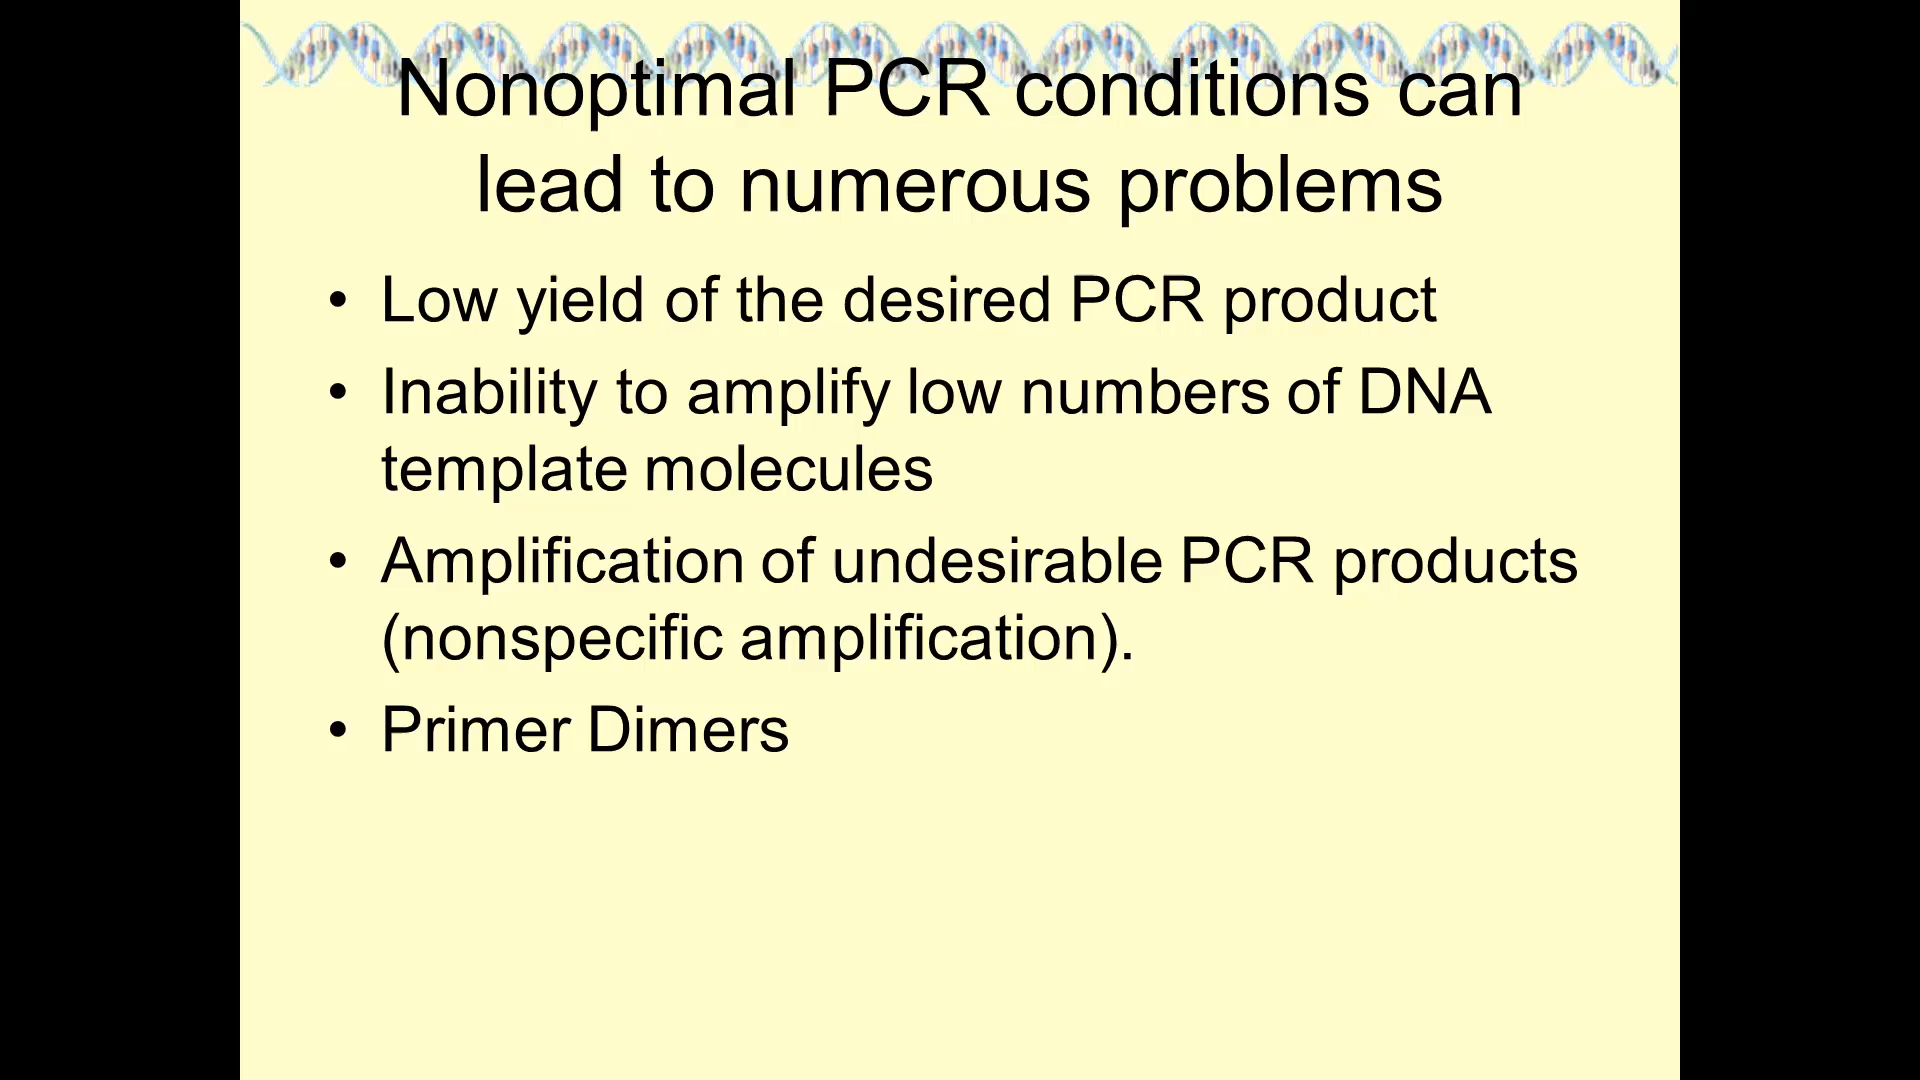 Nonoptimal PCR conditions can
lead to numerous problems
• Low yield of the desired PCR product
• Inability to amplify low numbers of DNA
template molecules
• Amplification of undesirable PCR products
(nonspecific amplification).
• Primer Dimers